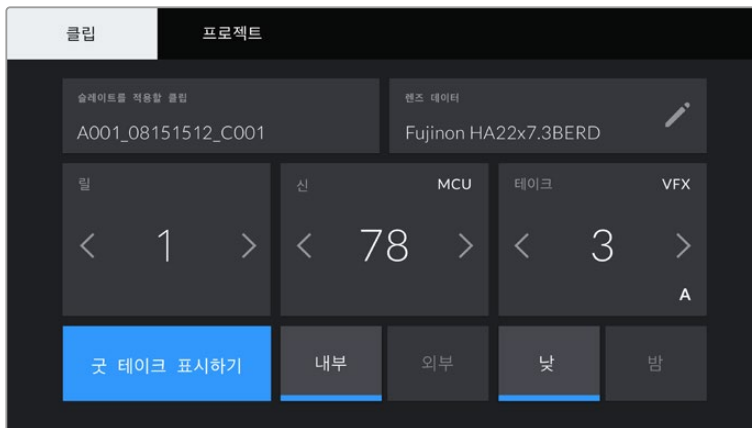 클립 프로젝트
슬레이트를 적용할 클립 렌즈 데이터
A001_08151512_C001 Fujinon HA22x7.3BERD
릴 신 MCU 테이크 VFX
1 78 3
A
굿 테이크 표시하기 내부 외부 낮 밤